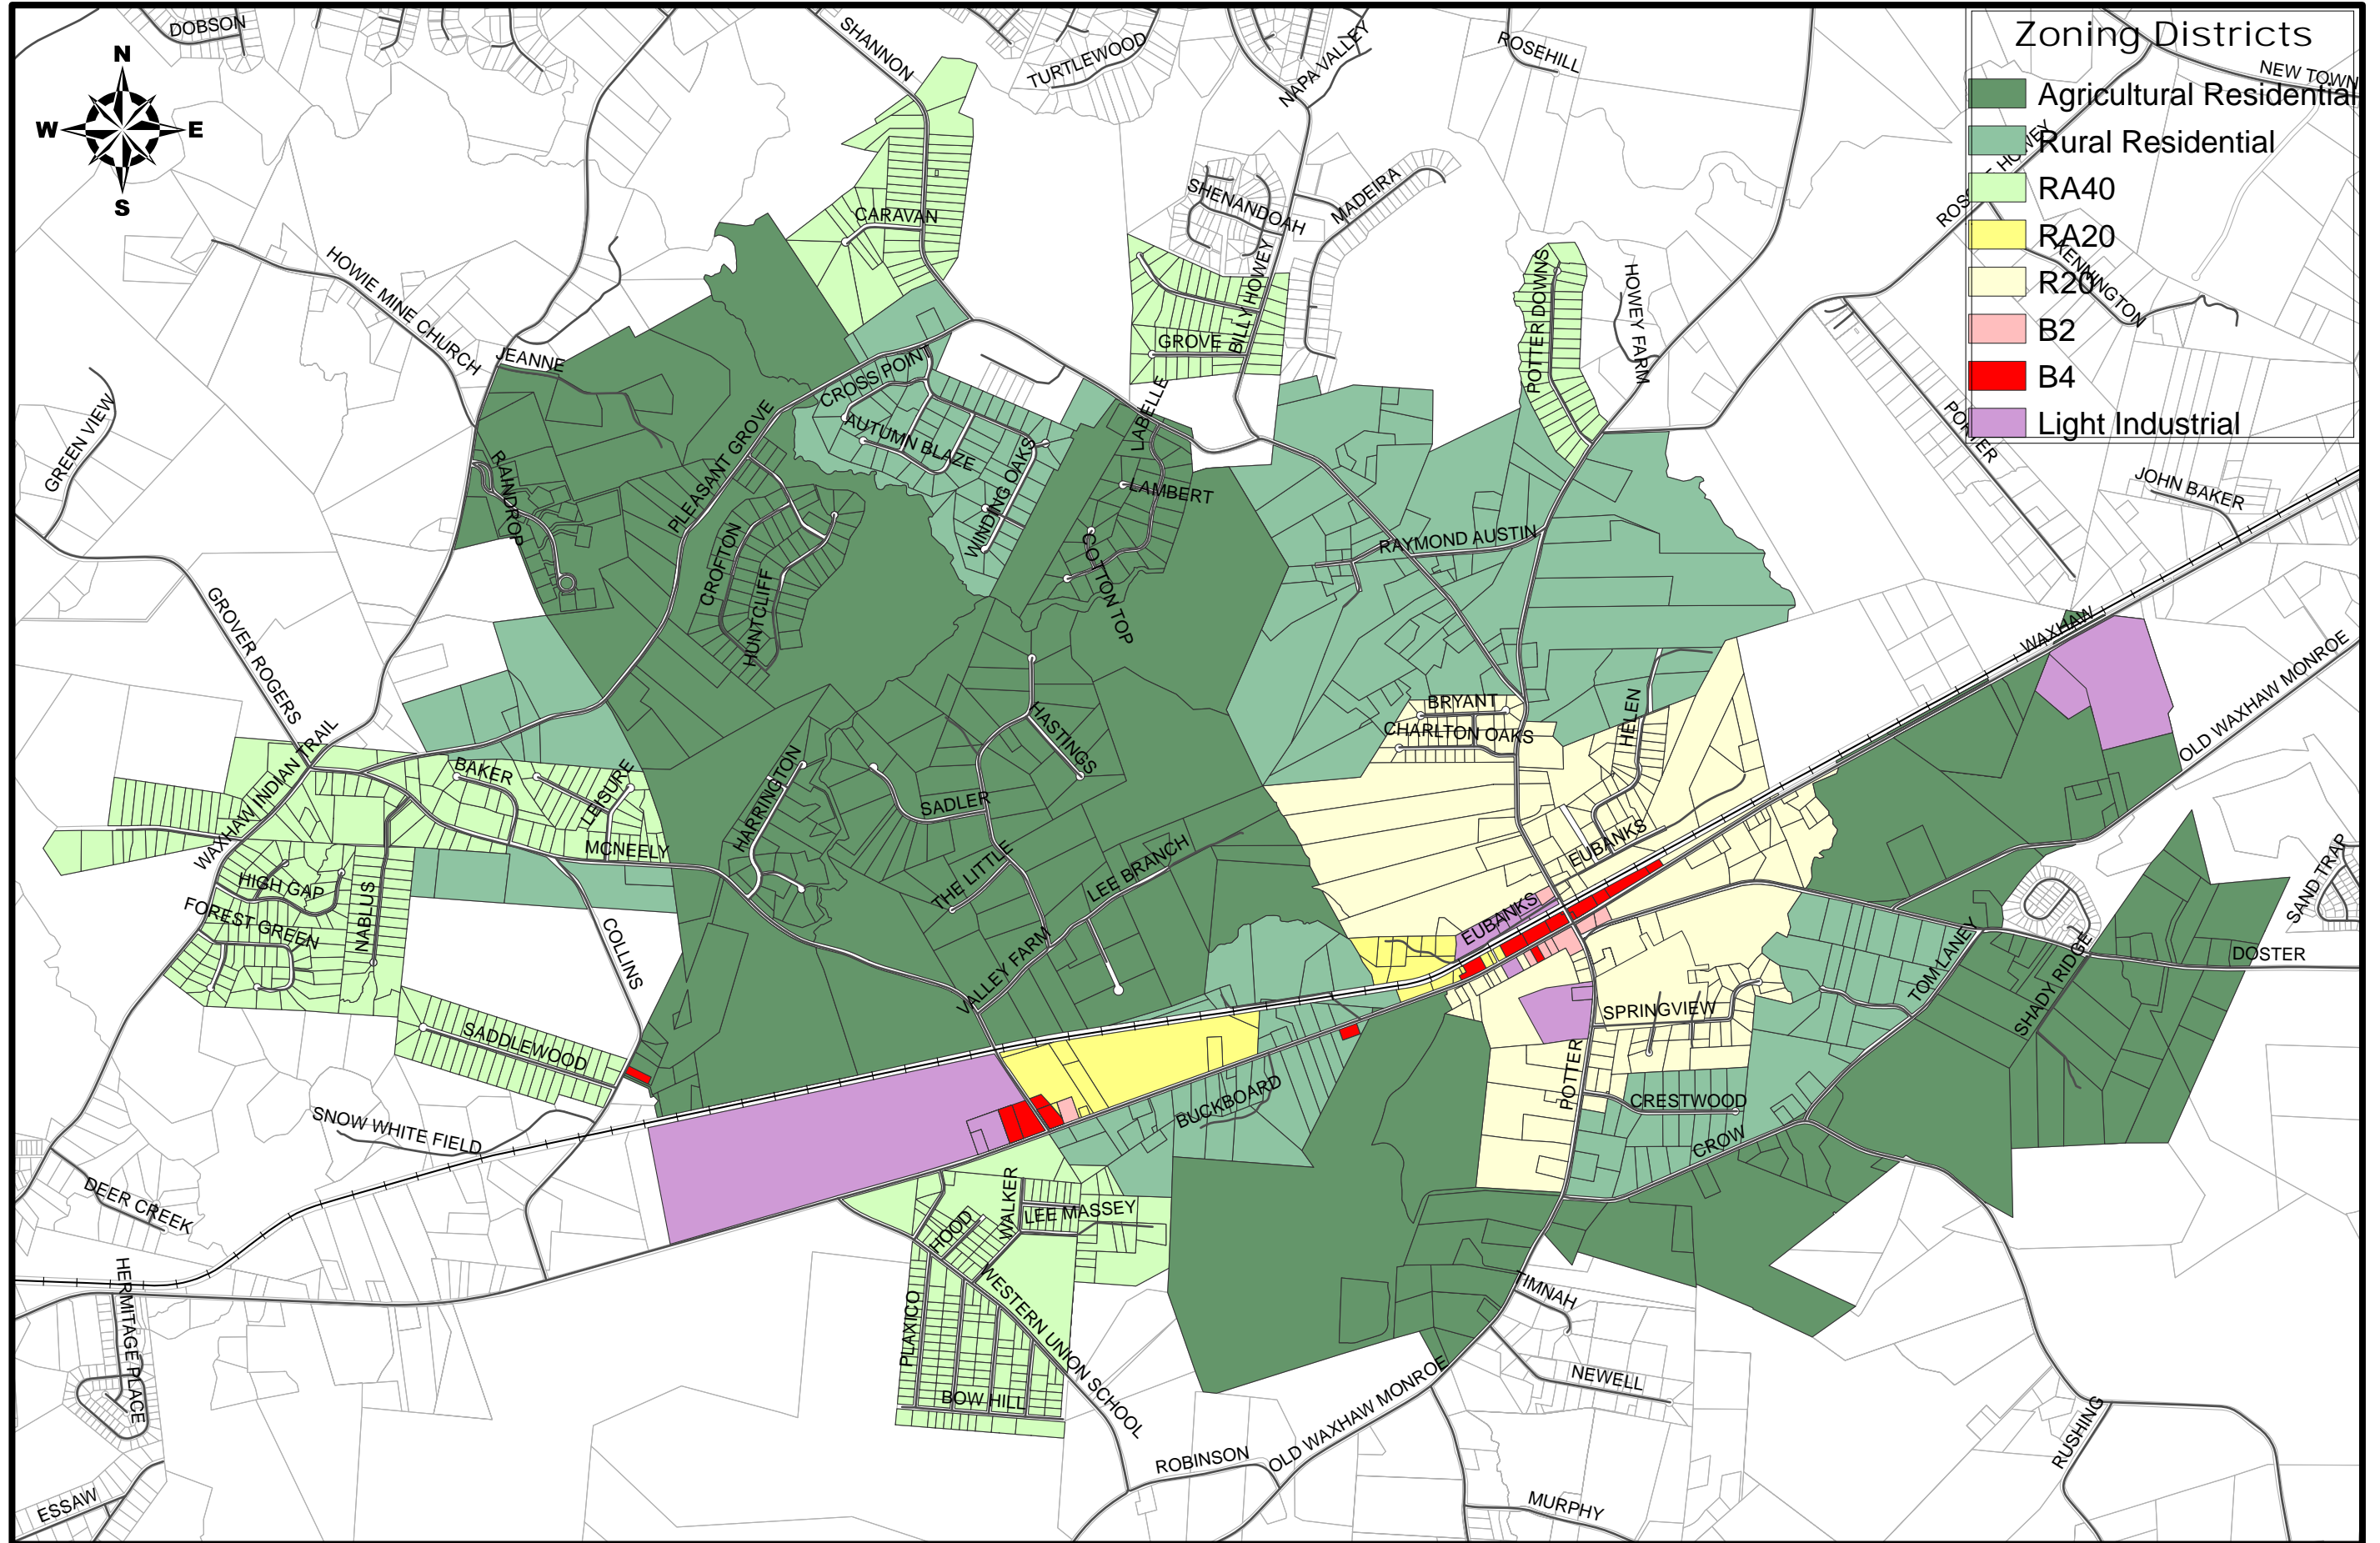 Zoning Districts
Agricultural Residential
Rural Residential
RA40
RA20
R20
B2
B4
Light Industrial
N
W
E
S
DOBSON
SHANNON
TURTLEWOOD
NAPA VALLEY
ROSEHILL
NEW TOWN
CARAVAN
SHENANDOAH
MADEIRA
HOWIE MINE CHURCH
JEANNE
GROVE
BILLY HOWEY
POTTER DOWNS
HOWEY FARM
KENNINGTON
GREEN VIEW
CROSS POINT
PLEASANT GROVE
AUTUMN BLAZE
WINDING OAKS
LABELLE
LAMBERT
JOHN BAKER
RAINDROP
CROFTON
HUNTCLIFF
COTTON TOP
RAYMOND AUSTIN
GROVER ROGERS
WAXHAW
OLD WAXHAW MONROE
WAXHAW INDIAN TRAIL
BAKER
LEISURE
MCNEELY
HARRINGTON
HASTINGS
SADLER
BRYANT
CHARLTON OAKS
HELEN
HIGH GAP
FOREST GREEN
NABLUS
THE LITTLE
LEE BRANCH
EUBANKS
EUBANKS
SAND TRAP
COLLINS
VALLEY FARM
TOM LANEY
SHADY RIDGE
DOSTER
SADDLEWOOD
SPRINGVIEW
SNOW WHITE FIELD
BUCKBOARD
POTTER
CRESTWOOD
CROW
DEER CREEK
HERMITAGE PLACE
WALKER
LEE MASSEY
HOOD
WESTERN UNION SCHOOL
PLAXICO
BOW HILL
TIMNAH
NEWELL
OLD WAXHAW MONROE
ROBINSON
RUSHING
ESSAW
MURPHY